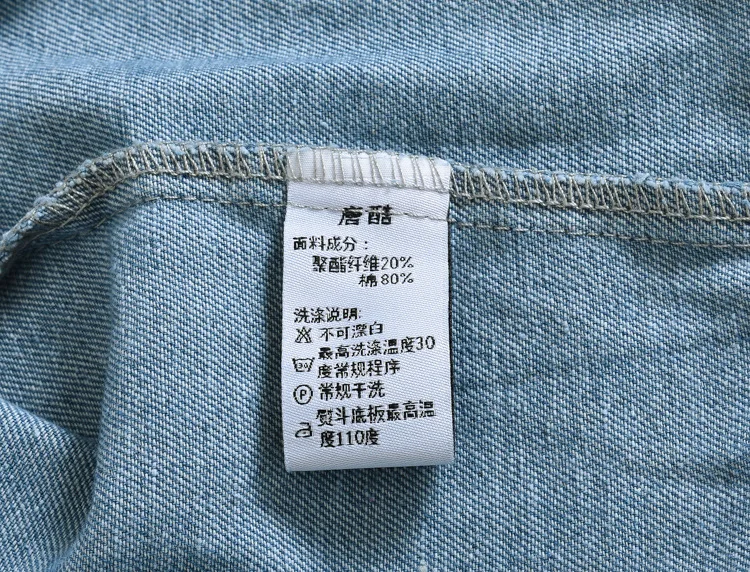 唐酷
面料成分：
聚酯纤维20%
棉80%
洗涤说明:
不可漂白
最高洗涤温度30
度常规程序
P 常规干洗
熨斗底板最高温
度110度